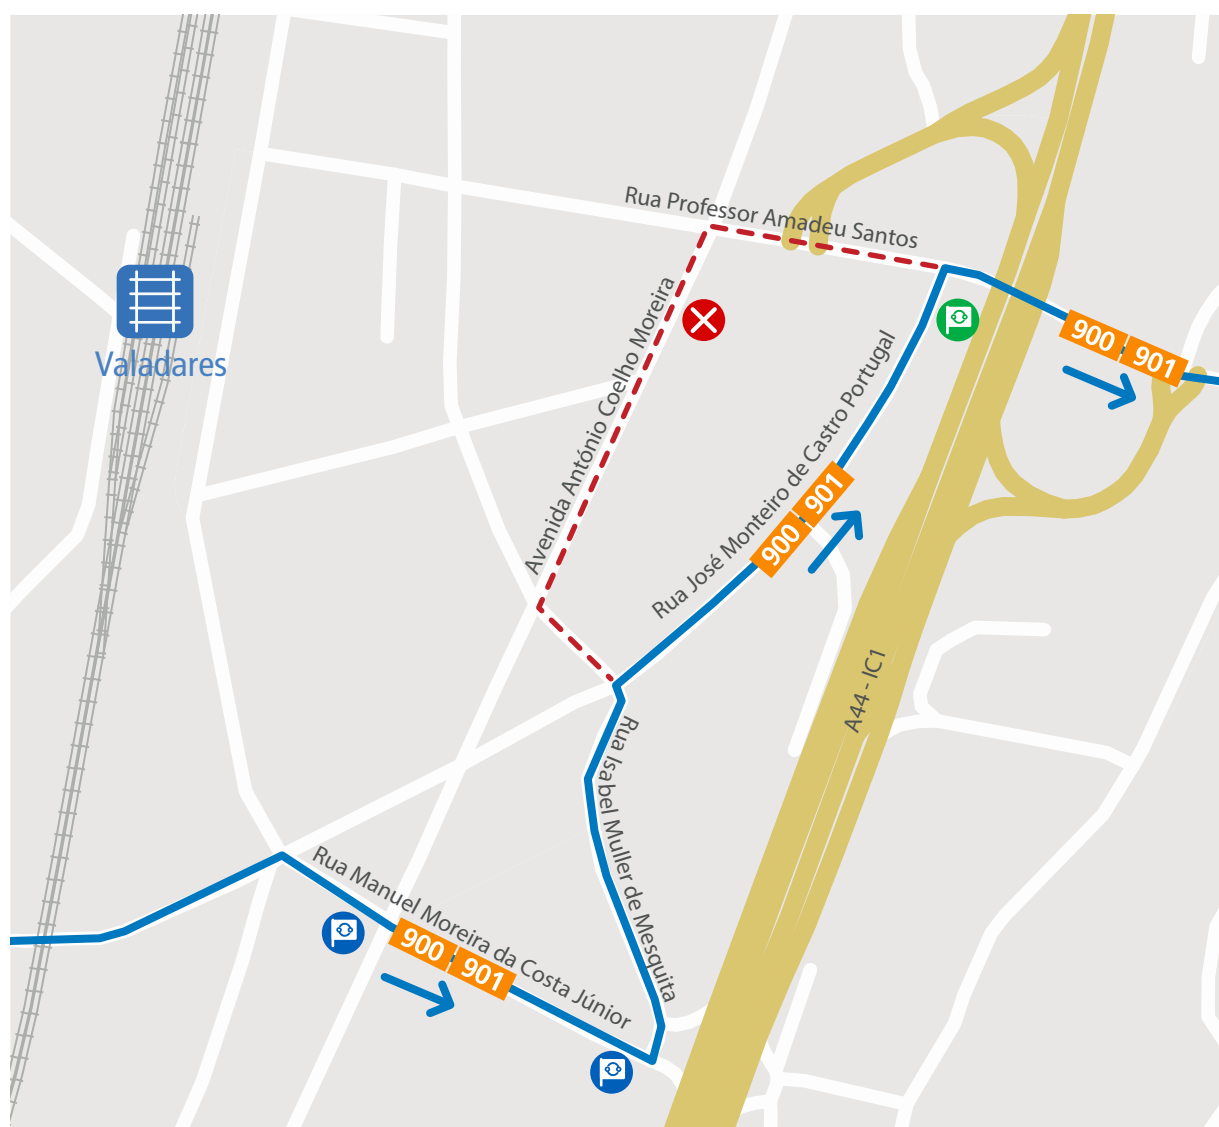 Rua Professor Amadeu Santos
Avenida António Coelho Moreira
Valadares
900 901
Rua José Monteiro de Castro Portugal
900 901
A44 - IC1
Rua Isabel Muller de Mesquita
Rua Manuel Moreira da Costa Júnior
900 901